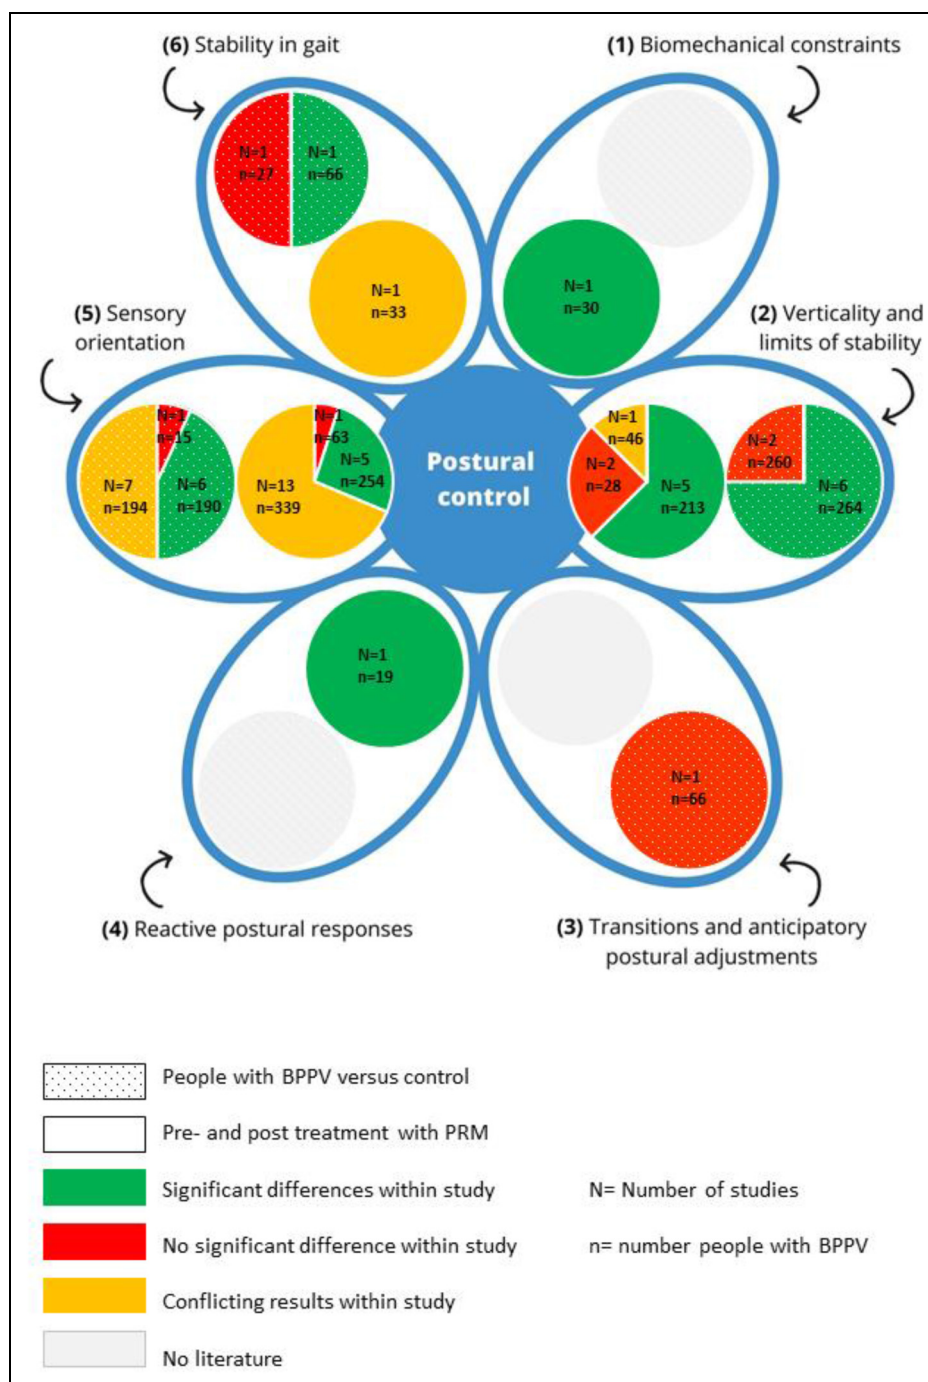 (6) Stability in gait
(1) Biomechanical constraints
N=1
n=27
N=1
n=66
N=1
n=33
N=1
n=30
(5) Sensory
orientation
(2) Verticality and
limits of stability
N=1
n=15
N=7
n=194
N=6
n=190
N=1
n=63
N=5
n=254
N=13
n=339
Postural
control
N=1
n=46
N=2
n=28
N=5
n=213
N=2
n=260
N=6
n=264
N=1
n=19
N=1
n=66
(4) Reactive postural responses
(3) Transitions and anticipatory
postural adjustments
People with BPPV versus control
Pre- and post treatment with PRM
Significant differences within study
N= Number of studies
No significant difference within study
n= number people with BPPV
Conflicting results within study
No literature